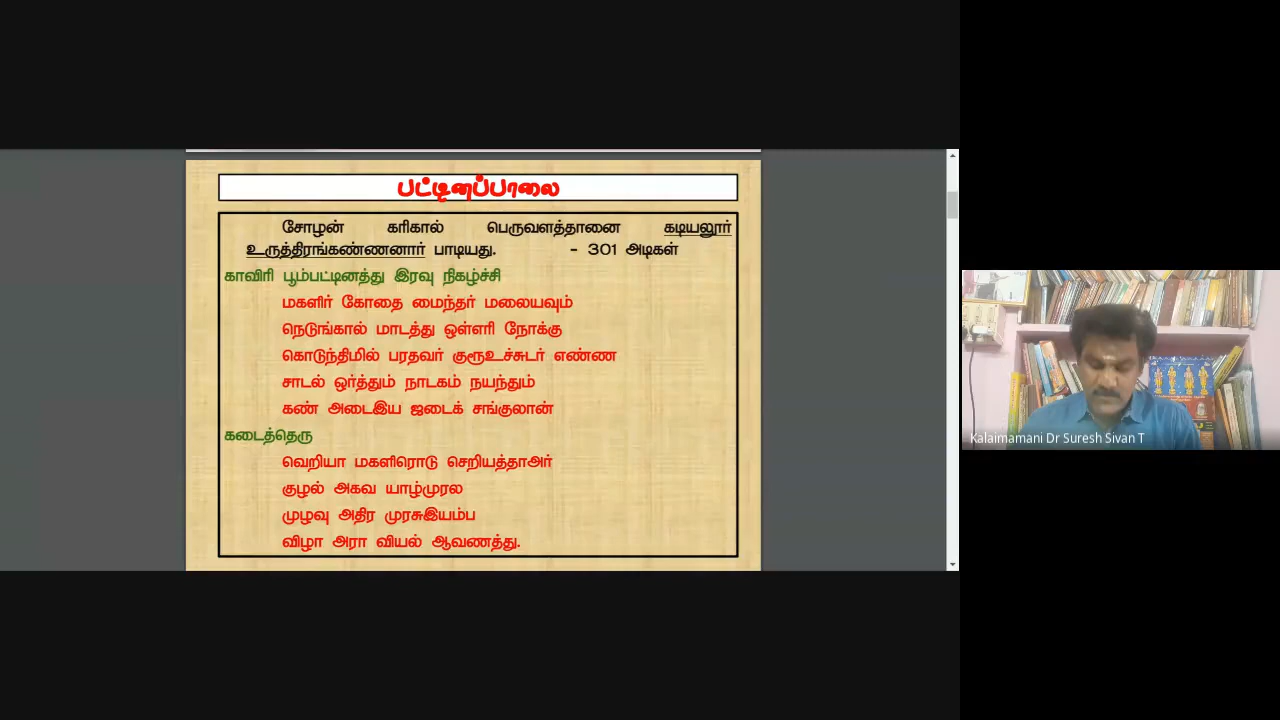 பட்டினப்பாலை
சோழன் கரிகால் பெருவளத்தானை கடியலூர்
உருத்திரங்கண்ணனார் பாடியது. - 301 அடிகள்
காவிரி பூம்பட்டினத்து இரவு நிகழ்ச்சி
மகளிர் கோதை மைந்தர் மலையவும்
நெடுங்கால் மாடத்து ஒள்ளரி நோக்கு
கொடுந்திமில் பரதவர் குரூஉச்சுடர் எண்ண
சாடல் ஓர்த்தும் நாடகம் நயந்தும்
கண் அடைஇய ஜடைக் சங்குலான்
கடைத்தெரு
வெறியா மகளிரொடு செறியத்தாஅர்
குழல் அகவ யாழ்முரல
முழவு அதிர முரசுஇயம்ப
விழா அரா வியல் ஆவணத்து.
Kalaimamani Dr Suresh Sivan T